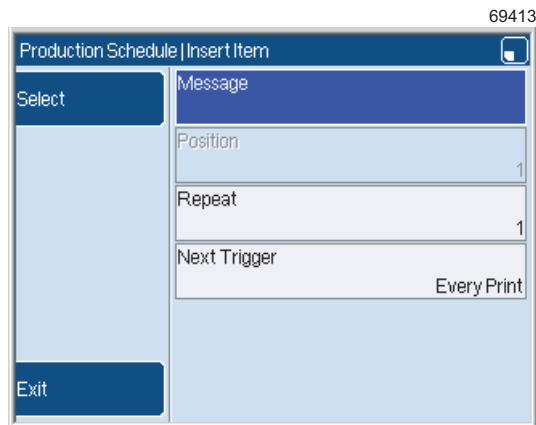 69413
Production Schedule | Insert Item
Select
Message
Position
1
Repeat
1
Next Trigger
Every Print
Exit